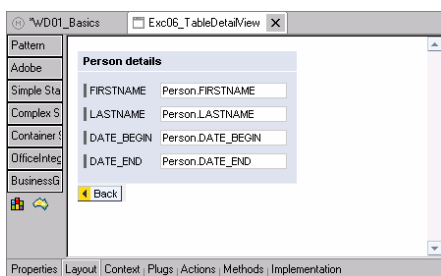 "WD01_Basics Exc06_TableDetailView
Pattern
Adobe
Simple Sta
Complex S
Container S
OfficeInteg
BusinessG
Person details
FIRSTNAME Person.FIRSTNAME
LASTNAME Person.LASTNAME
DATE_BEGIN Person.DATE_BEGIN
DATE_END Person.DATE_END
Back
Properties Layout Context Plugs Actions Methods Implementation